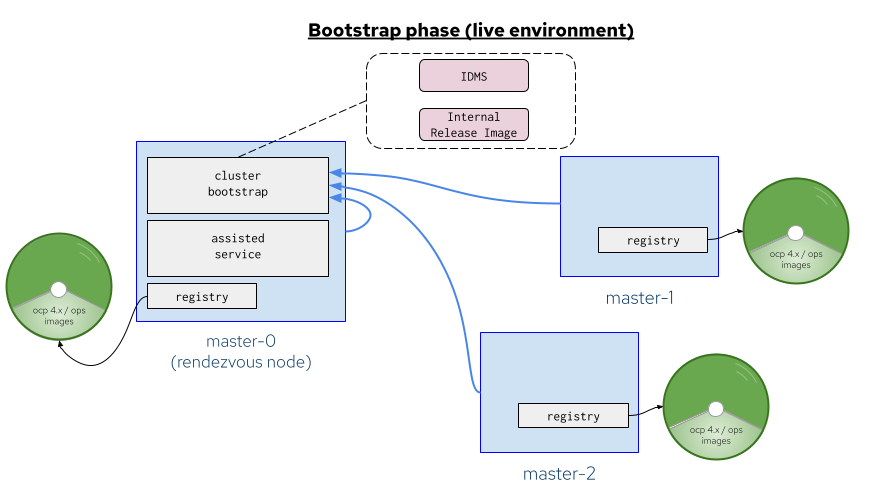 Bootstrap phase (live environment)
IDMS
Internal
Release Image
cluster
bootstrap
assisted
service
registry
ocp 4.x / ops
images
master-0
(rendezvous node)
registry
ocp 4.x / ops
images
master-1
registry
ocp 4.x / ops
images
master-2